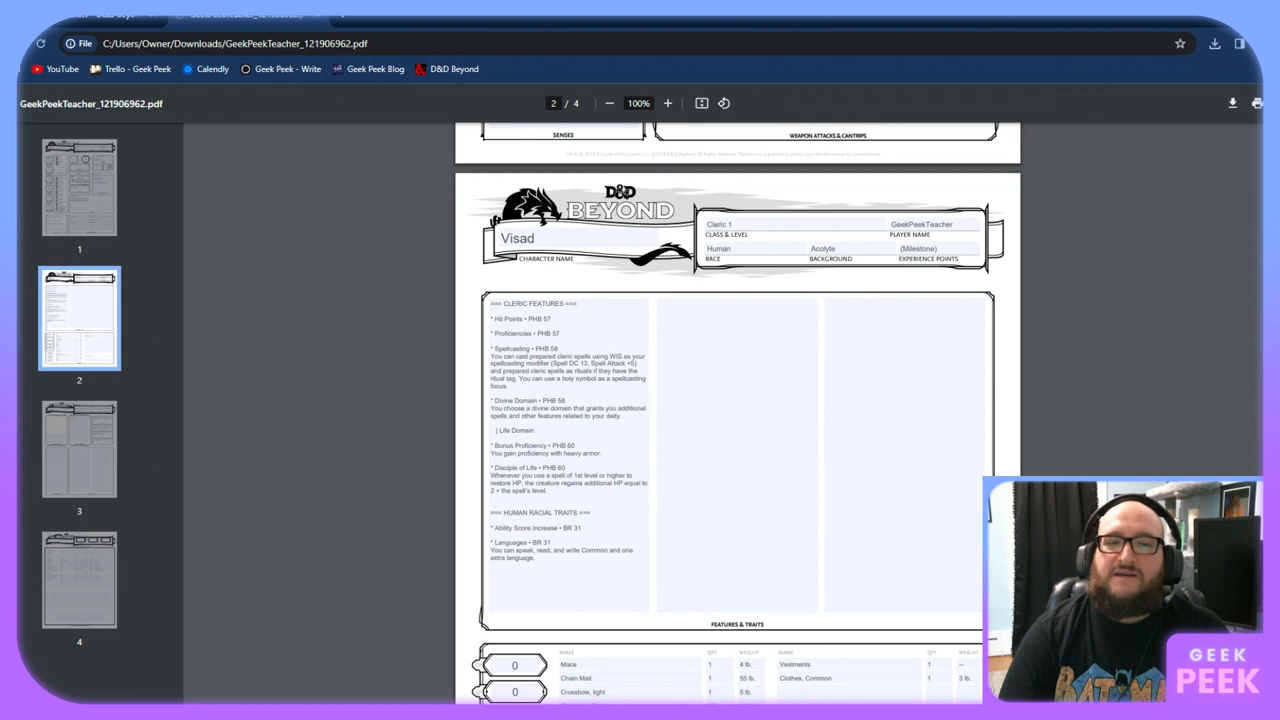 File C:/Users/Owner/Downloads/GeekPeekTeacher_121906962.pdf
YouTube Trello - Geek Peek Calendly Geek Peek - Write Geek Peek Blog D&D Beyond
GeekPeekTeacher_121906962.pdf 2 / 4 100%
1
2
3
4
SENSES
WEAPON ATTACKS & CANTRIPS
D&D
BEYOND
Visad
CHARACTER NAME
Cleric 1 GeekPeekTeacher
CLASS & LEVEL PLAYER NAME
Human Acolyte (Milestone)
RACE BACKGROUND EXPERIENCE POINTS
=== CLERIC FEATURES ===
* Hit Points • PHB 57
* Proficiencies • PHB 57
* Spellcasting • PHB 58
You can cast prepared cleric spells using WIS as your
spellcasting modifier (Spell DC 13, Spell Attack +5)
and prepared cleric spells as rituals if they have the
ritual tag. You can use a holy symbol as a spellcasting
focus.
* Divine Domain • PHB 58
You choose a divine domain that grants you additional
spells and other features related to your deity.
| Life Domain
* Bonus Proficiency • PHB 60
You gain proficiency with heavy armor.
* Disciple of Life • PHB 60
Whenever you use a spell of 1st level or higher to
restore HP, the creature regains additional HP equal to
2 + the spell's level.
=== HUMAN RACIAL TRAITS ===
* Ability Score Increase • BR 31
* Languages • BR 31
You can speak, read, and write Common and one
extra language.
FEATURES & TRAITS
NAME QTY WEIGHT NAME QTY WEIGHT
0 Mace 1 4 lb. Vestments 1 --
Chain Mail 1 55 lb. Clothes, Common 1 3 lb.
0 Crossbow, light 1 5 lb.
BATMA
GEEK
PEEK